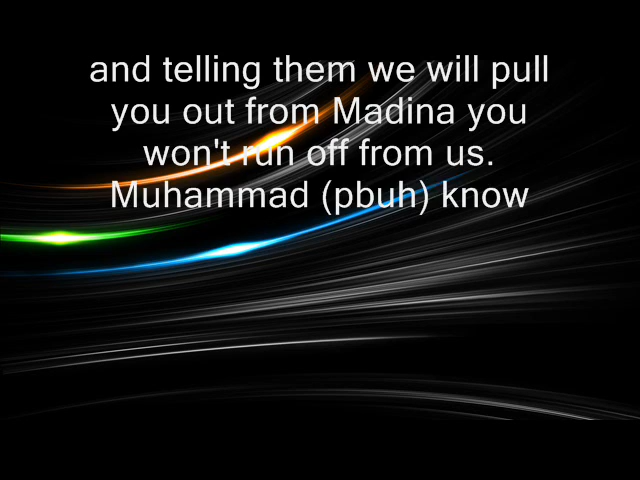 and telling them we will pull
you out from Madina you
won't run off from us.
Muhammad (pbuh) know